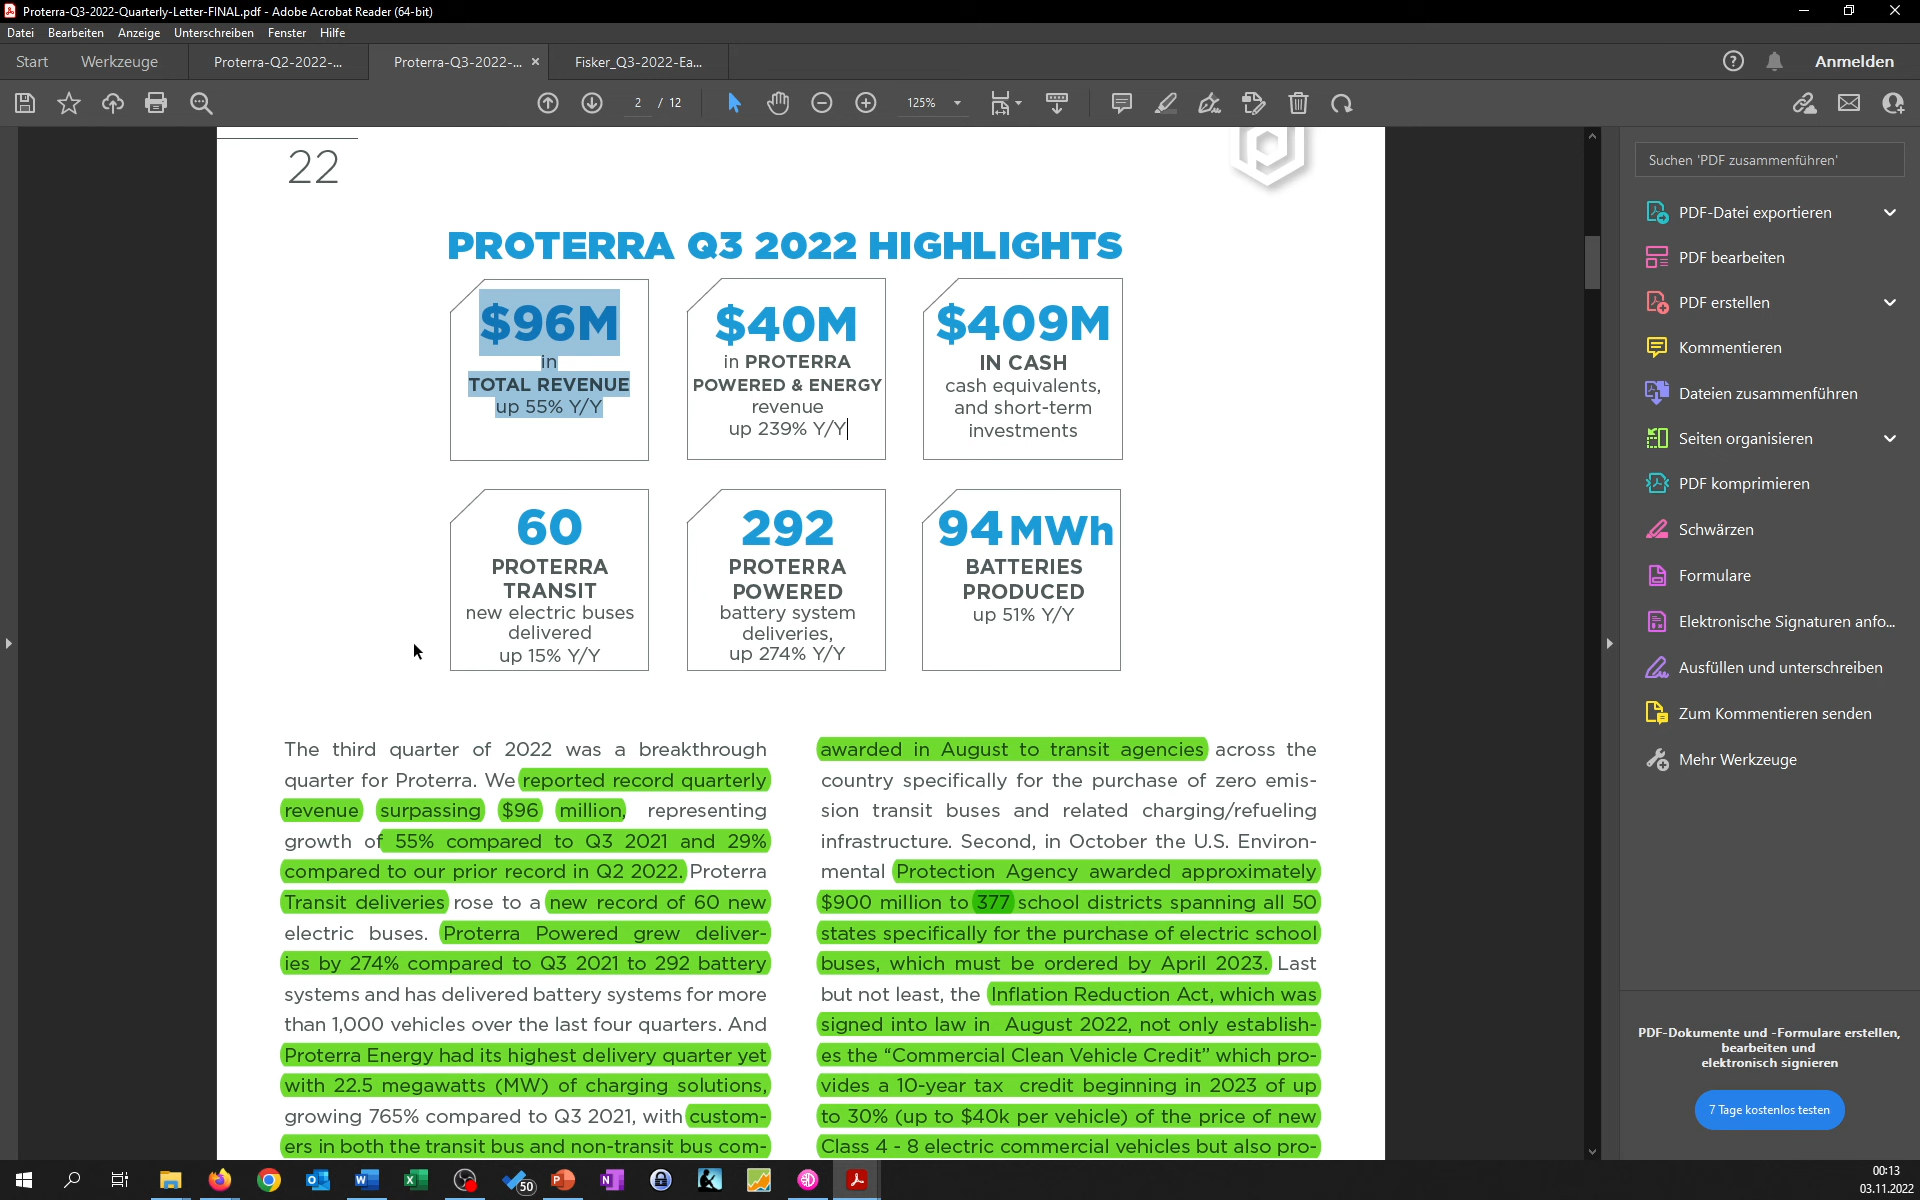 Proterra-Q3-2022-Quarterly-Letter-FINAL.pdf - Adobe Acrobat Reader (64-bit)
Datei Bearbeiten Anzeige Unterschreiben Fenster Hilfe
Start Werkzeuge Proterra-Q2-2022-... Proterra-Q3-2022-... × Fisker_Q3-2022-Ea... Anmelden
2 / 12 125%
22
PROTERRA Q3 2022 HIGHLIGHTS
$96M
in
TOTAL REVENUE
up 55% Y/Y
$40M
in PROTERRA
POWERED & ENERGY
revenue
up 239% Y/Y
$409M
IN CASH
cash equivalents,
and short-term
investments
60
PROTERRA
TRANSIT
new electric buses
delivered
up 15% Y/Y
292
PROTERRA
POWERED
battery system
deliveries,
up 274% Y/Y
94 MWh
BATTERIES
PRODUCED
up 51% Y/Y
The third quarter of 2022 was a breakthrough
quarter for Proterra. We reported record quarterly
revenue surpassing $96 million, representing
growth of 55% compared to Q3 2021 and 29%
compared to our prior record in Q2 2022. Proterra
Transit deliveries rose to a new record of 60 new
electric buses. Proterra Powered grew deliver-
ies by 274% compared to Q3 2021 to 292 battery
systems and has delivered battery systems for more
than 1,000 vehicles over the last four quarters. And
Proterra Energy had its highest delivery quarter yet
with 22.5 megawatts (MW) of charging solutions,
growing 765% compared to Q3 2021, with custom-
ers in both the transit bus and non-transit bus com-
awarded in August to transit agencies across the
country specifically for the purchase of zero emis-
sion transit buses and related charging/refueling
infrastructure. Second, in October the U.S. Environ-
mental Protection Agency awarded approximately
$900 million to 377 school districts spanning all 50
states specifically for the purchase of electric school
buses, which must be ordered by April 2023. Last
but not least, the Inflation Reduction Act, which was
signed into law in August 2022, not only establish-
es the “Commercial Clean Vehicle Credit” which pro-
vides a 10-year tax credit beginning in 2023 of up
to 30% (up to $40k per vehicle) of the price of new
Class 4 - 8 electric commercial vehicles but also pro-
Suchen 'PDF zusammenführen'
PDF-Datei exportieren
PDF bearbeiten
PDF erstellen
Kommentieren
Dateien zusammenführen
Seiten organisieren
PDF komprimieren
Schwärzen
Formulare
Elektronische Signaturen anfo...
Ausfüllen und unterschreiben
Zum Kommentieren senden
Mehr Werkzeuge
PDF-Dokumente und -Formulare erstellen,
bearbeiten und
elektronisch signieren
7 Tage kostenlos testen
50
00:13
03.11.2022